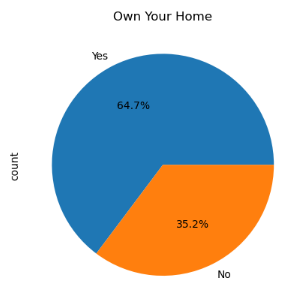 Own Your Home
Yes
64.7%
count
35.2%
No